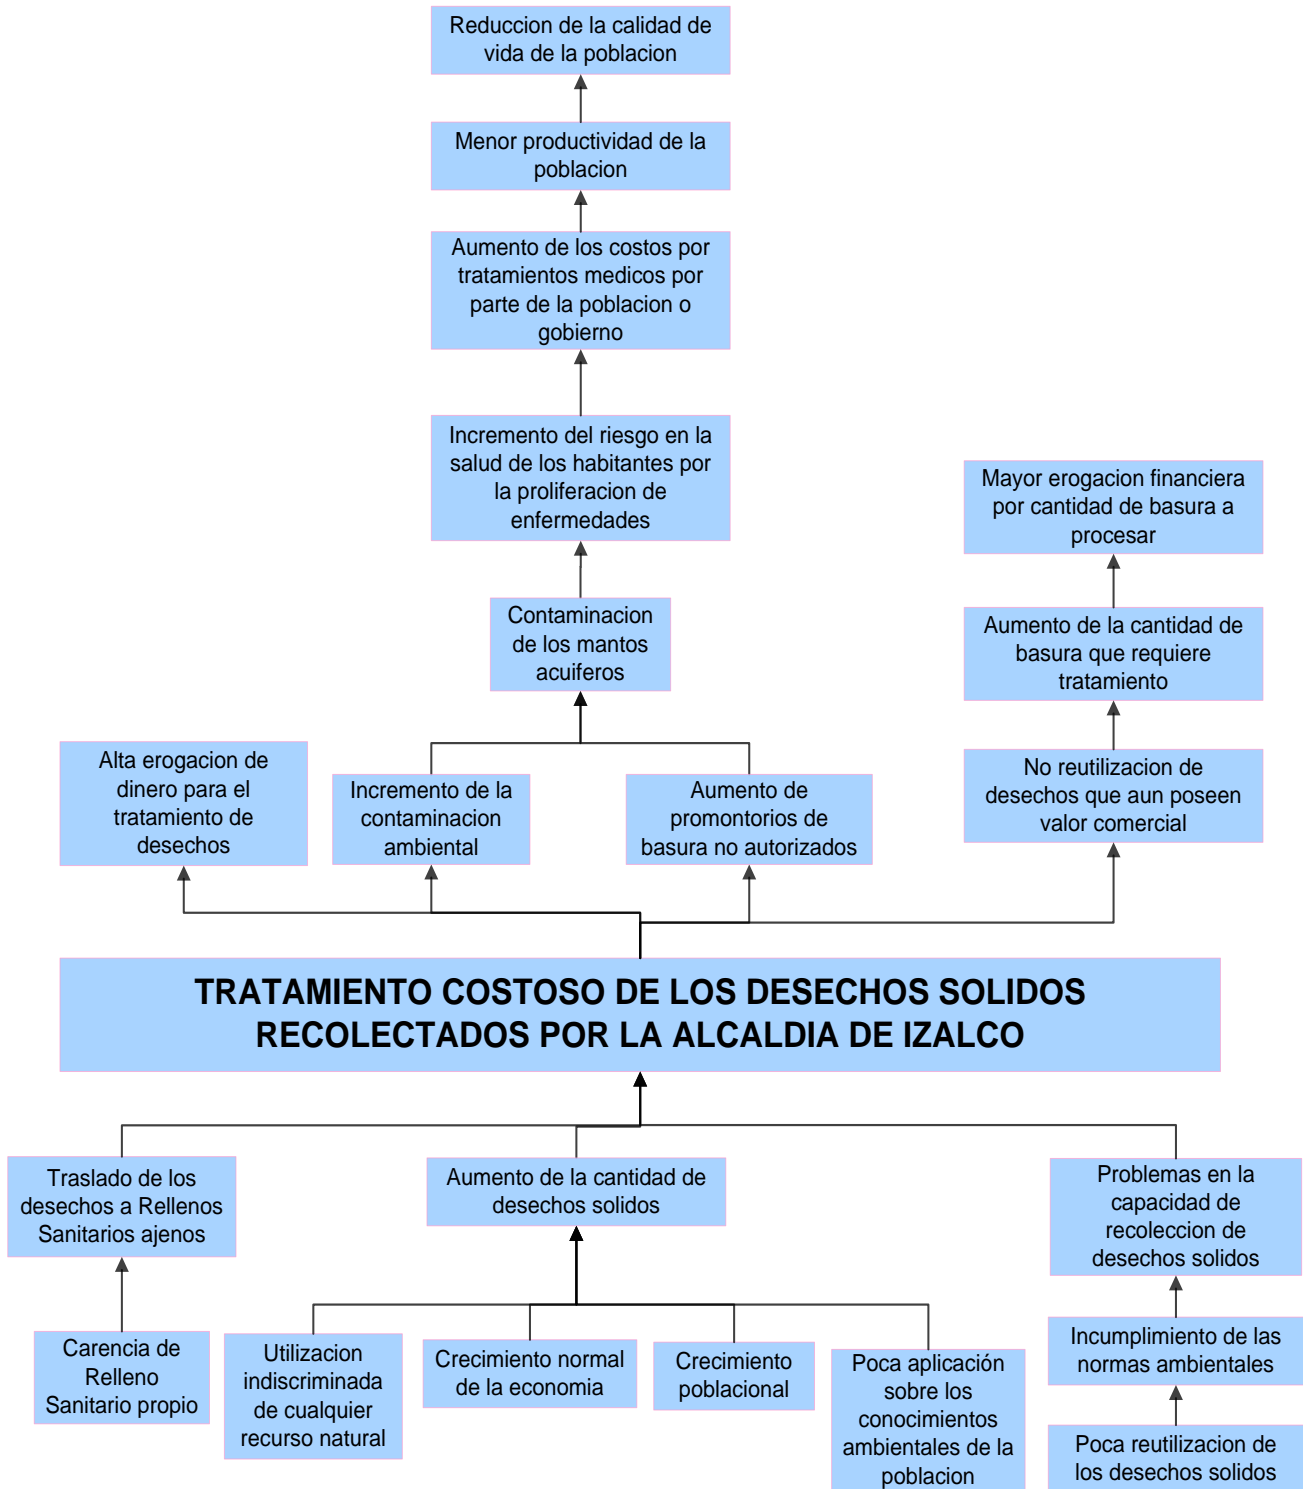 Reduccion de la calidad de
vida de la poblacion
Menor productividad de la
poblacion
Aumento de los costos por
tratamientos medicos por
parte de la poblacion o
gobierno
Incremento del riesgo en la
salud de los habitantes por
la proliferacion de
enfermedades
Mayor erogacion financiera
por cantidad de basura a
procesar
Contaminacion
de los mantos
acuiferos
Aumento de la cantidad de
basura que requiere
tratamiento
Alta erogacion de
dinero para el
tratamiento de
desechos
Incremento de la
contaminacion
ambiental
Aumento de
promontorios de
basura no autorizados
No reutilizacion de
desechos que aun poseen
valor comercial
TRATAMIENTO COSTOSO DE LOS DESECHOS SOLIDOS
RECOLECTADOS POR LA ALCALDIA DE IZALCO
Traslado de los
desechos a Rellenos
Sanitarios ajenos
Aumento de la cantidad de
desechos solidos
Problemas en la
capacidad de
recoleccion de
desechos solidos
Carencia de
Relleno
Sanitario propio
Utilizacion
indiscriminada
de cualquier
recurso natural
Crecimiento normal
de la economia
Crecimiento
poblacional
Poca aplicación
sobre los
conocimientos
ambientales de la
poblacion
Incumplimiento de las
normas ambientales
Poca reutilizacion de
los desechos solidos